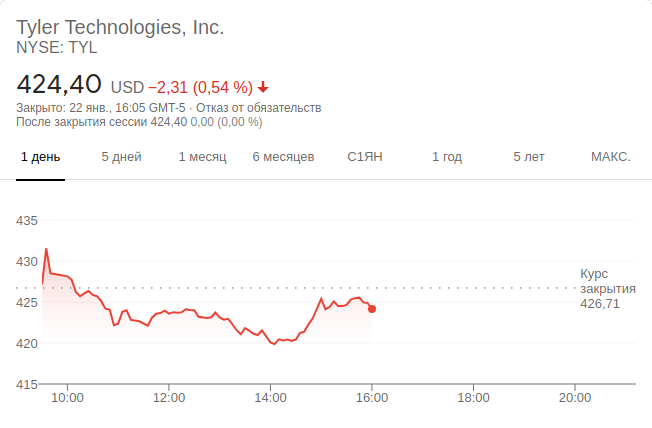 Tyler Technologies, Inc.
NYSE: TYL
424,40 USD −2,31 (0,54 %)
Закрыто: 22 янв., 16:05 GMT-5 · Отказ от обязательств
После закрытия сессии 424,40 0,00 (0,00 %)
1 день 5 дней 1 месяц 6 месяцев С1ЯН 1 год 5 лет МАКС.
435
430
Курс
закрытия
426,71
425
420
415
10:00 12:00 14:00 16:00 18:00 20:00